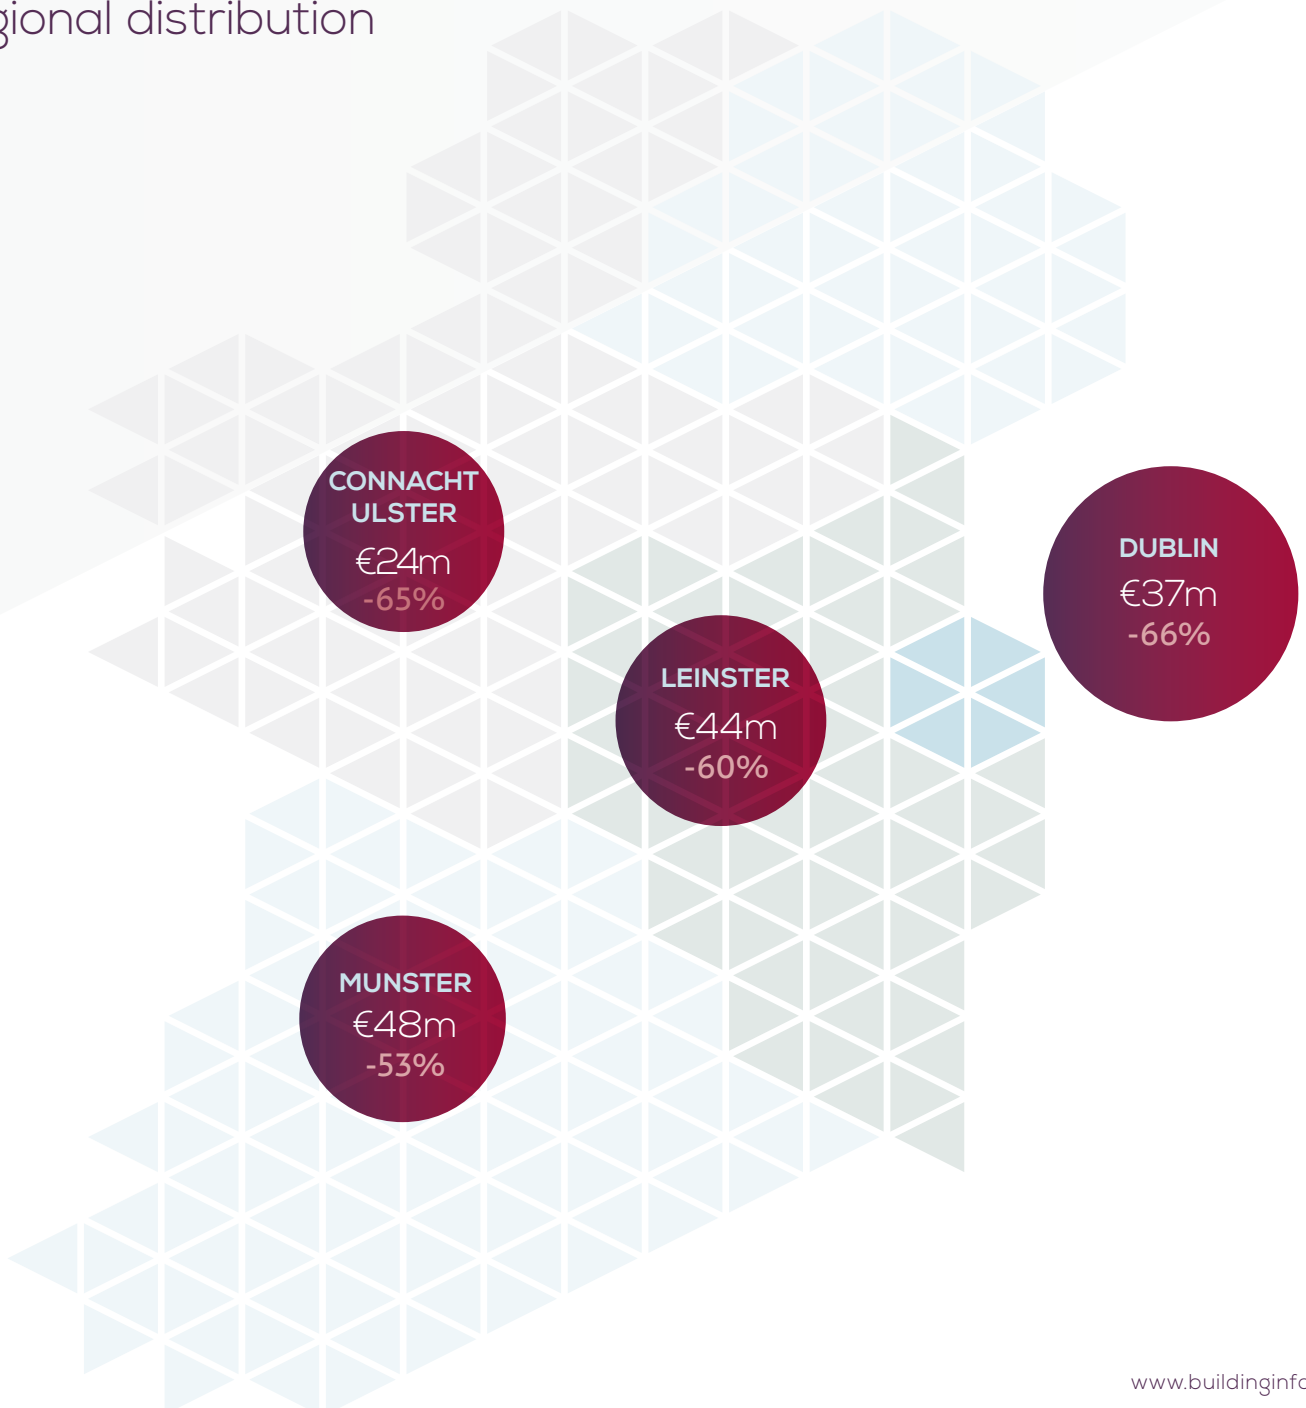 gional distribution
CONNACHT
ULSTER
€24m
-65%
DUBLIN
€37m
-66%
LEINSTER
€44m
-60%
MUNSTER
€48m
-53%
www.buildinginfo